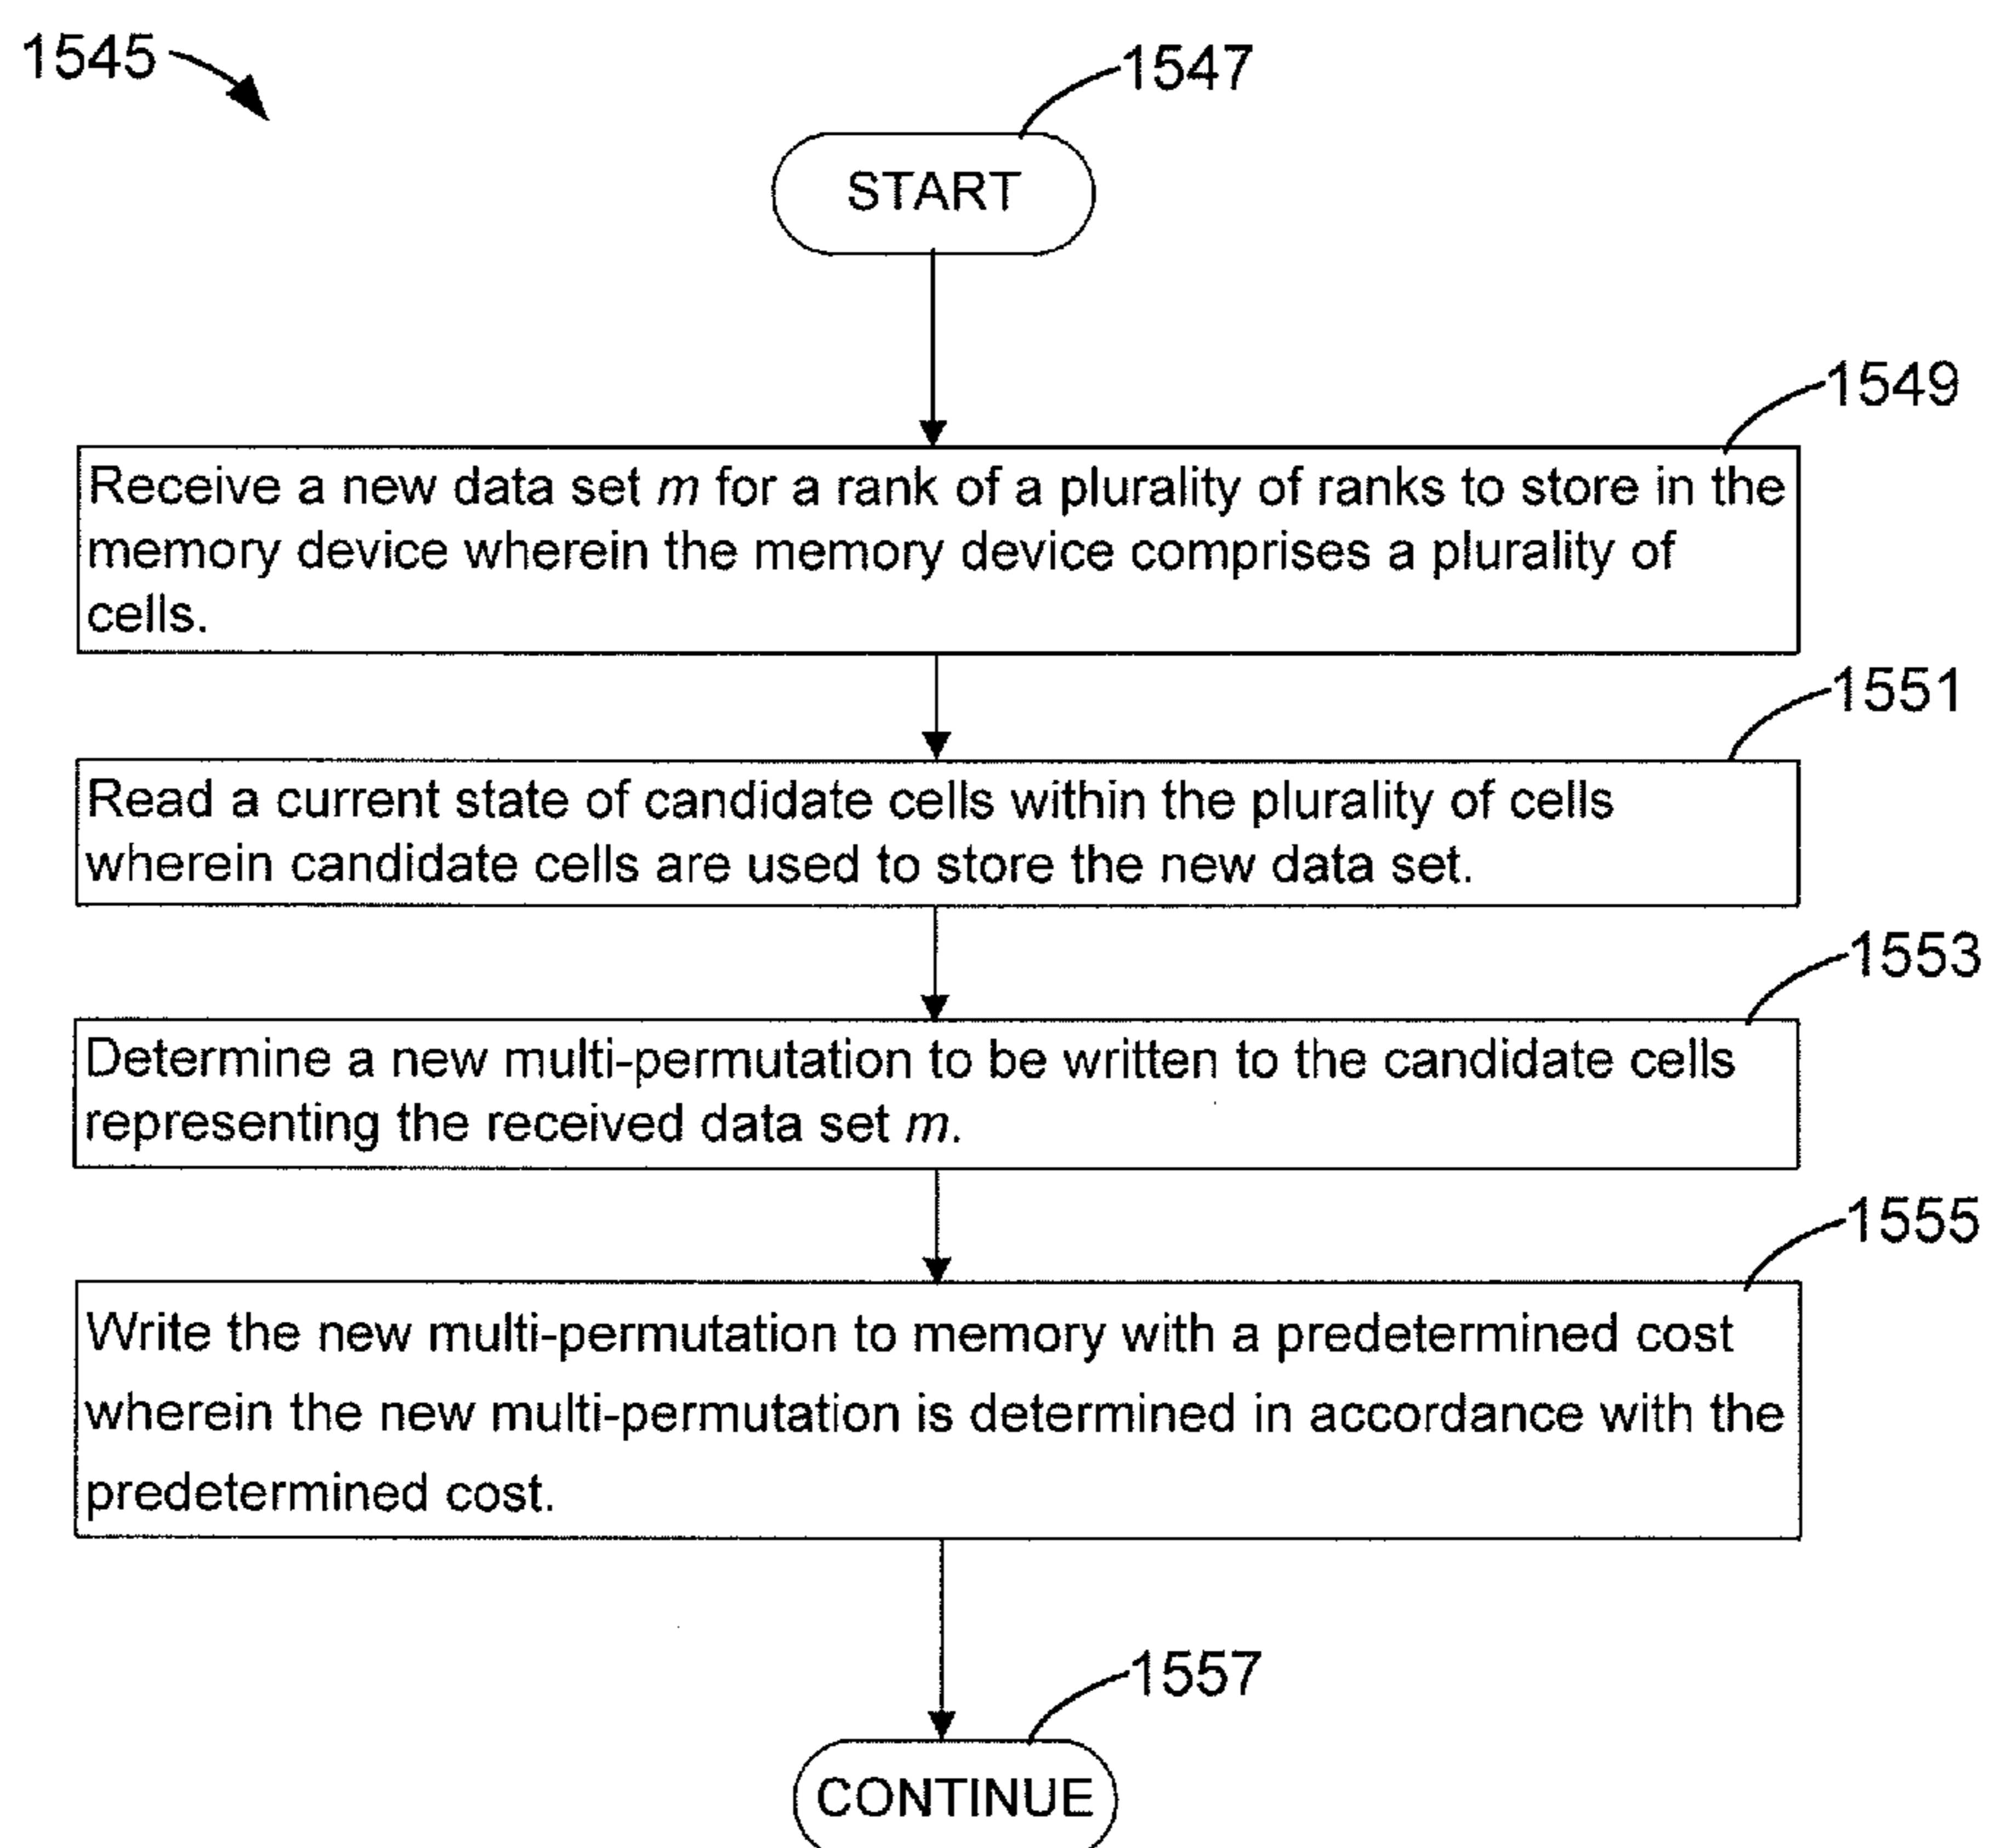 1545
1547
START
1549
Receive a new data set m for a rank of a plurality of ranks to store in the
memory device wherein the memory device comprises a plurality of
cells.
1551
Read a current state of candidate cells within the plurality of cells
wherein candidate cells are used to store the new data set.
1553
Determine a new multi-permutation to be written to the candidate cells
representing the received data set m.
1555
Write the new multi-permutation to memory with a predetermined cost
wherein the new multi-permutation is determined in accordance with the
predetermined cost.
1557
CONTINUE